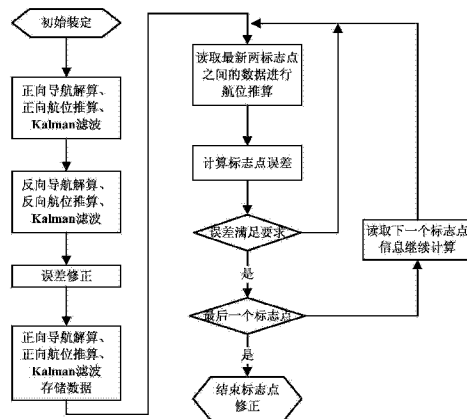 初始装定
正向导航解算、
正向航位推算、
Kalman滤波
反向导航解算、
反向航位推算、
Kalman滤波
误差修正
正向导航解算、
正向航位推算、
Kalman滤波
存储数据
读取最新两标志点
之间的数据进行
航位推算
计算标志点误差
误差满足要求
是
最后一个标志点
是
结束标志点
修正
读取下一个标志点
信息继续计算